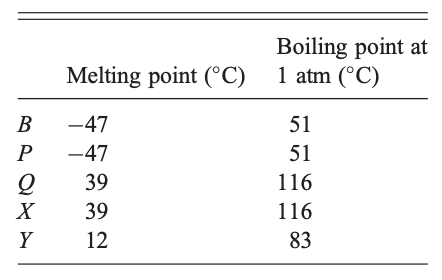 Melting point (°C) Boiling point at 1 atm (°C)
B −47 51
P −47 51
Q 39 116
X 39 116
Y 12 83